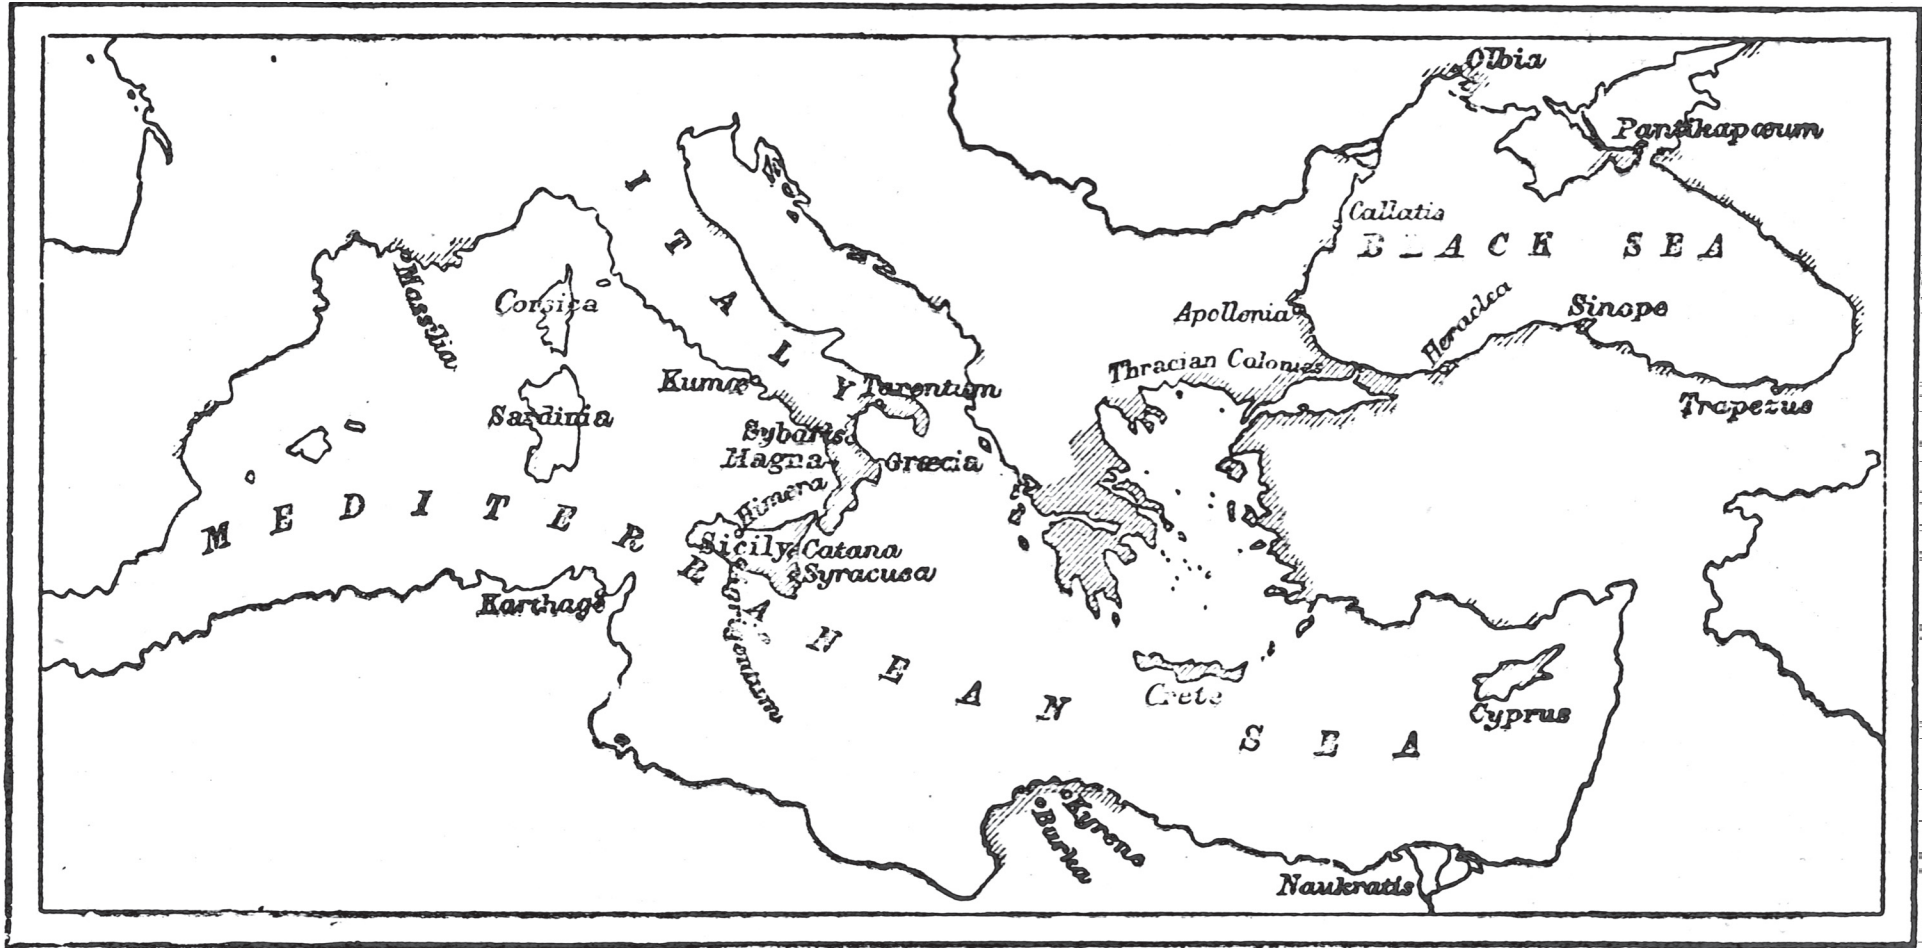 Olbia
Pantikapœum
ITALY
Callatis
BLACK SEA
Massilia
Corsica
Apollonia
Heraclea
Sinope
Thracian Colonies
Kumæ
Tarentum
Trapezus
Sardinia
Sybaris
Magna Græcia
Himera
MEDITERRANEAN SEA
Sicily
Catana
Syracusa
Karthage
Agrigentum
Crete
Cyprus
Kyrene
Barka
Naukratis